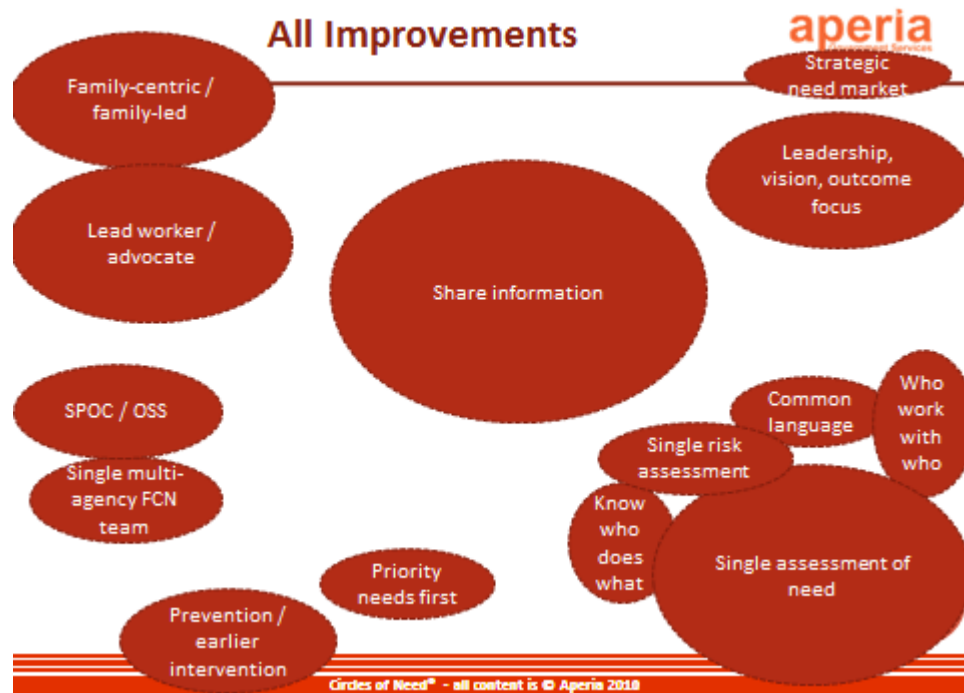 All Improvements
aperia
Government Services
Family-centric /
family-led
Strategic
need market
Leadership,
vision, outcome
focus
Lead worker /
advocate
Share information
SPOC / OSS
Common
language
Who
work
with
who
Single risk
assessment
Single multi-
agency FCN
team
Know
who
does
what
Single assessment of
need
Priority
needs first
Prevention /
earlier
intervention
Circles of Need® - all content is © Aperia 2010